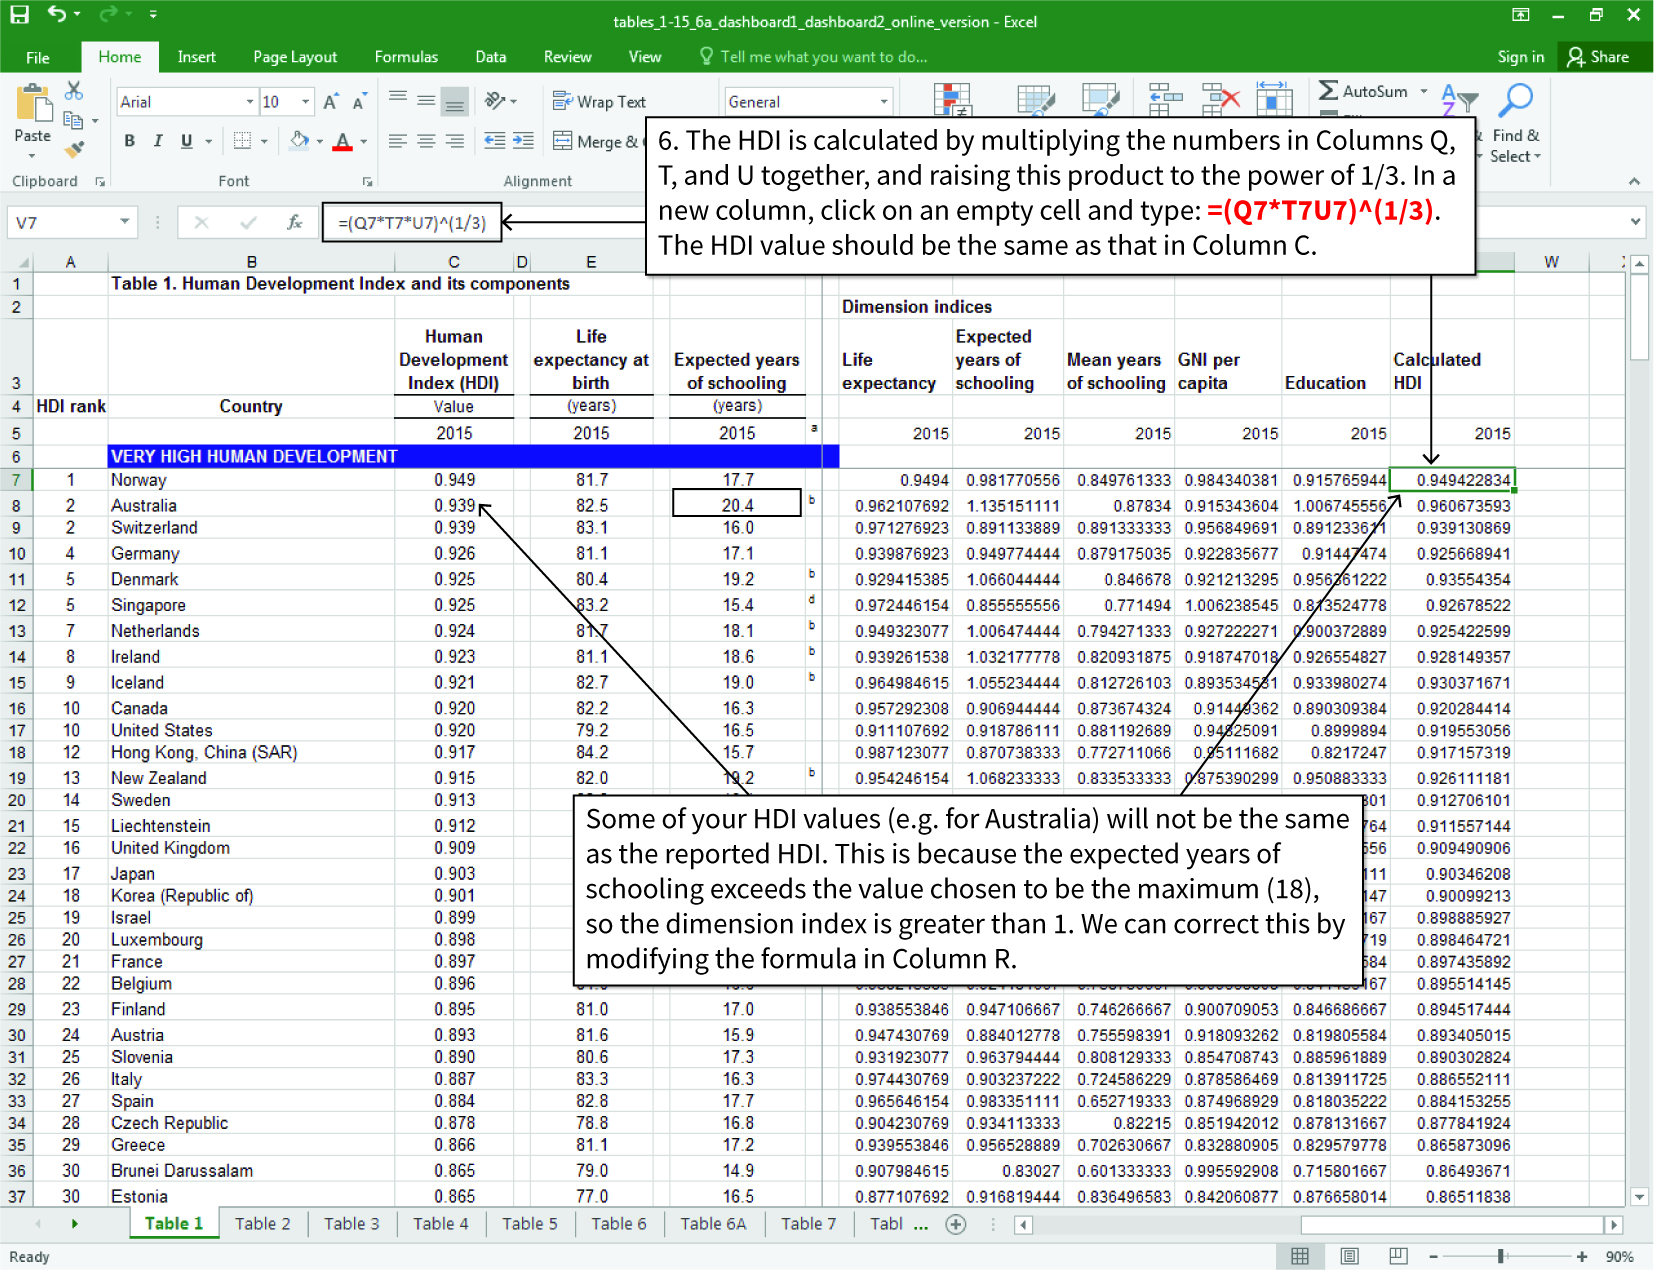 tables_1-15_6a_dashboard1_dashboard2_online_version - Excel
File Home Insert Page Layout Formulas Data Review View Tell me what you want to do... Sign in Share
Arial 10 A A Wrap Text General AutoSum
Paste B I U A Merge & Find &
Select
Clipboard Font Alignment
6. The HDI is calculated by multiplying the numbers in Columns Q,
T, and U together, and raising this product to the power of 1/3. In a
new column, click on an empty cell and type: =(Q7*T7U7)^(1/3).
The HDI value should be the same as that in Column C.
V7 fx =(Q7*T7*U7)^(1/3)
A B C D E W
1 Table 1. Human Development Index and its components
2 Dimension indices
Human Life Expected
Development expectancy at Expected years Life years of Mean years GNI per Calculated
3 Index (HDI) birth of schooling expectancy schooling of schooling capita Education HDI
4 HDI rank Country Value (years) (years)
5 2015 2015 2015 a 2015 2015 2015 2015 2015 2015
6 VERY HIGH HUMAN DEVELOPMENT
7 1 Norway 0.949 81.7 17.7 0.9494 0.981770556 0.849761333 0.984340381 0.915765944 0.949422834
8 2 Australia 0.939 82.5 20.4 b 0.962107692 1.135151111 0.87834 0.915343604 1.006745556 0.960673593
9 2 Switzerland 0.939 83.1 16.0 0.971276923 0.891133889 0.891333333 0.956849691 0.891233611 0.939130869
10 4 Germany 0.926 81.1 17.1 0.939876923 0.949774444 0.879175035 0.922835677 0.91447474 0.925668941
11 5 Denmark 0.925 80.4 19.2 b 0.929415385 1.066044444 0.846678 0.921213295 0.956361222 0.93554354
12 5 Singapore 0.925 83.2 15.4 d 0.972446154 0.855555556 0.771494 1.006238545 0.813524778 0.92678522
13 7 Netherlands 0.924 81.7 18.1 b 0.949323077 1.006474444 0.794271333 0.927222271 0.900372889 0.925422599
14 8 Ireland 0.923 81.1 18.6 b 0.939261538 1.032177778 0.820931875 0.918747018 0.926554827 0.928149357
15 9 Iceland 0.921 82.7 19.0 b 0.964984615 1.055234444 0.812726103 0.893534531 0.933980274 0.930371671
16 10 Canada 0.920 82.2 16.3 0.957292308 0.906944444 0.873674324 0.91449362 0.890309384 0.920284414
17 10 United States 0.920 79.2 16.5 0.911107692 0.918786111 0.881192689 0.94825091 0.8999894 0.919553056
18 12 Hong Kong, China (SAR) 0.917 84.2 15.7 0.987123077 0.870738333 0.772711066 0.95111682 0.8217247 0.917157319
19 13 New Zealand 0.915 82.0 19.2 b 0.954246154 1.068233333 0.833533333 0.875390299 0.950883333 0.926111181
20 14 Sweden 0.913 301 0.912706101
21 15 Liechtenstein 0.912 764 0.911557144
22 16 United Kingdom 0.909 556 0.909490906
23 17 Japan 0.903 111 0.90346208
24 18 Korea (Republic of) 0.901 147 0.90099213
25 19 Israel 0.899 167 0.898885927
26 20 Luxembourg 0.898 719 0.898464721
27 21 France 0.897 584 0.897435892
28 22 Belgium 0.896 167 0.895514145
Some of your HDI values (e.g. for Australia) will not be the same
as the reported HDI. This is because the expected years of
schooling exceeds the value chosen to be the maximum (18),
so the dimension index is greater than 1. We can correct this by
modifying the formula in Column R.
29 23 Finland 0.895 81.0 17.0 0.938553846 0.947106667 0.746266667 0.900709053 0.846686667 0.894517444
30 24 Austria 0.893 81.6 15.9 0.947430769 0.884012778 0.755598391 0.918093262 0.819805584 0.893405015
31 25 Slovenia 0.890 80.6 17.3 0.931923077 0.963794444 0.808129333 0.854708743 0.885961889 0.890302824
32 26 Italy 0.887 83.3 16.3 0.974430769 0.903237222 0.724586229 0.878586469 0.813911725 0.886552111
33 27 Spain 0.884 82.8 17.7 0.965646154 0.983351111 0.652719333 0.874968929 0.818035222 0.884153255
34 28 Czech Republic 0.878 78.8 16.8 0.904230769 0.934113333 0.82215 0.851942012 0.878131667 0.877841924
35 29 Greece 0.866 81.1 17.2 0.939553846 0.956528889 0.702630667 0.832880905 0.829579778 0.865873096
36 30 Brunei Darussalam 0.865 79.0 14.9 0.907984615 0.83027 0.601333333 0.995592908 0.715801667 0.86493671
37 30 Estonia 0.865 77.0 16.5 0.877107692 0.916819444 0.836496583 0.842060877 0.876658014 0.86511838
Table 1 Table 2 Table 3 Table 4 Table 5 Table 6 Table 6A Table 7 Tabl ...
Ready 90%